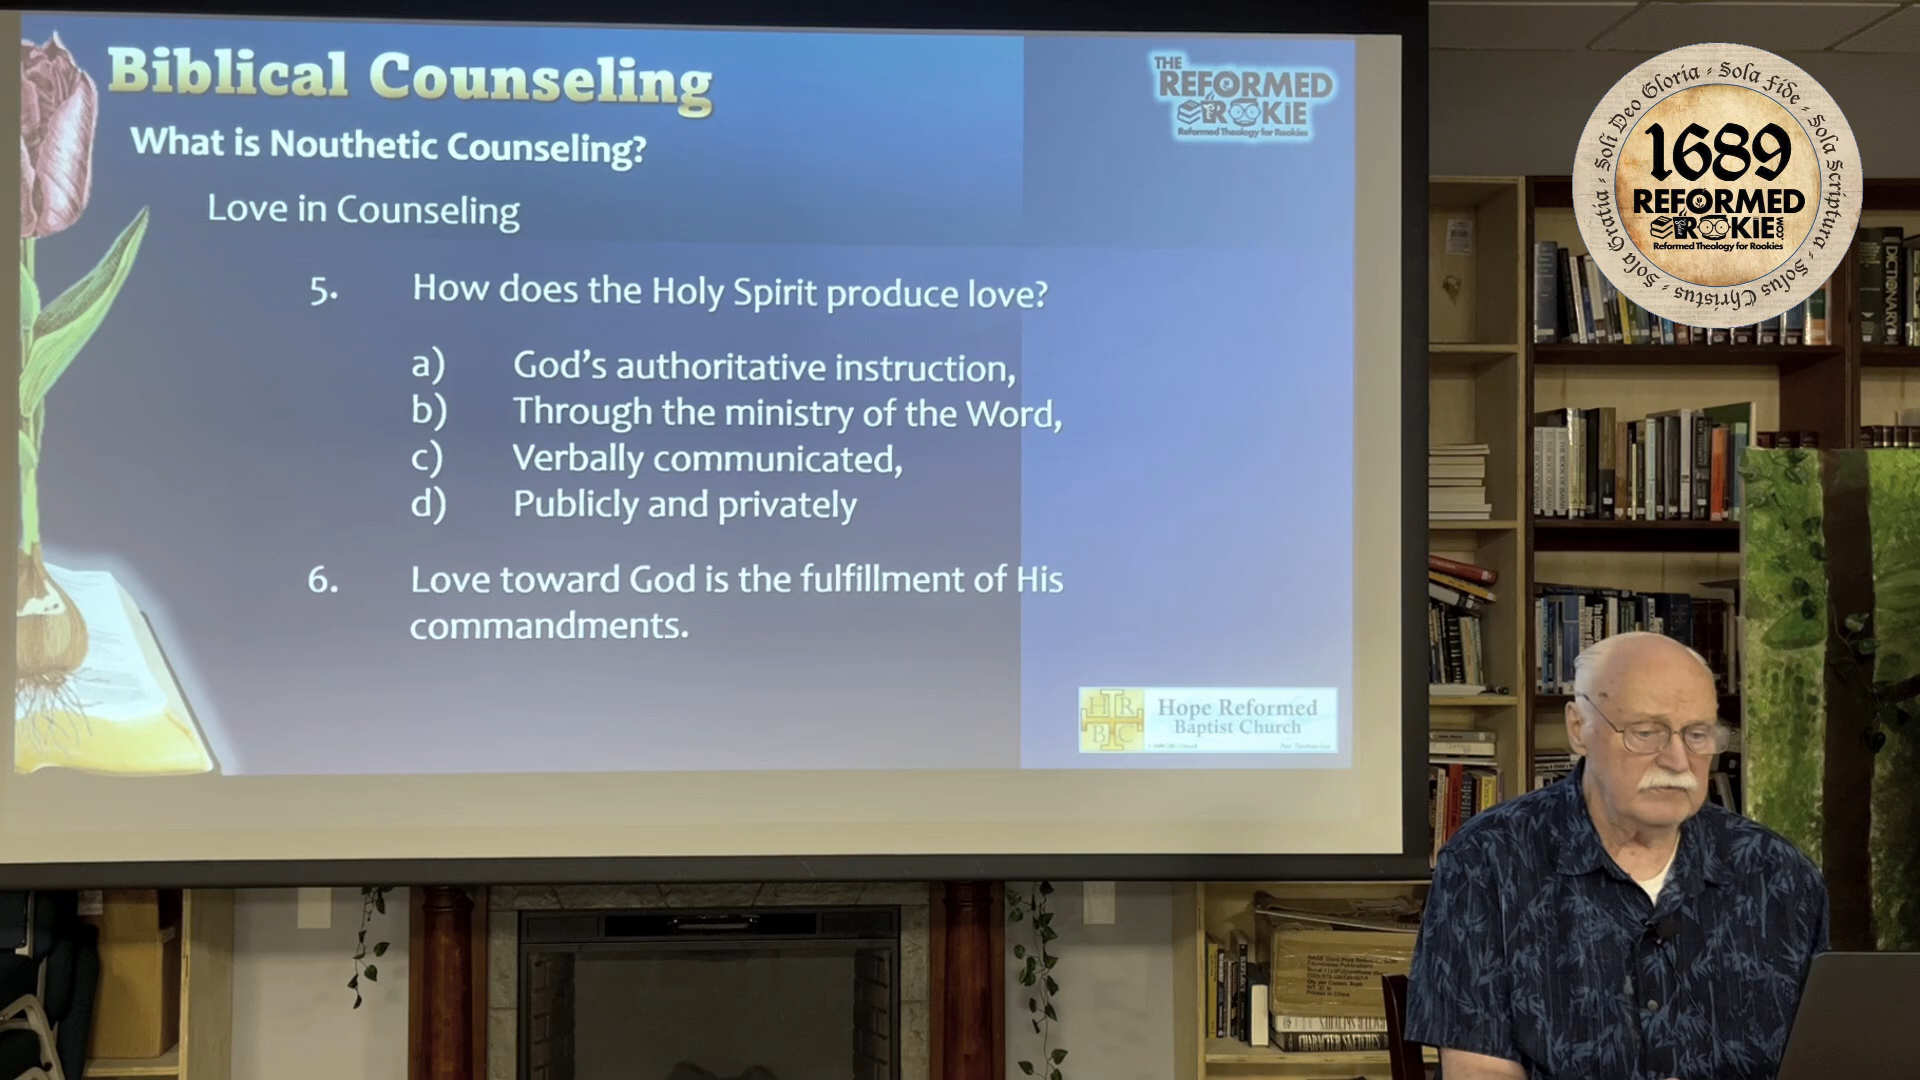 Biblical Counseling
THE
REFORMED
ROOKIE
Reformed Theology for Rookies
What is Nouthetic Counseling?
Love in Counseling
5. How does the Holy Spirit produce love?
a) God's authoritative instruction,
b) Through the ministry of the Word,
c) Verbally communicated,
d) Publicly and privately
6. Love toward God is the fulfillment of His
commandments.
H R
B C
Hope Reformed
Baptist Church
Sola Gratia - Soli Deo Gloria - Sola Fide - Sola Scriptura - Solus Christus -
1689
REFORMED
ROOKIE.COM
Reformed Theology for Rookies
DICTIONARY